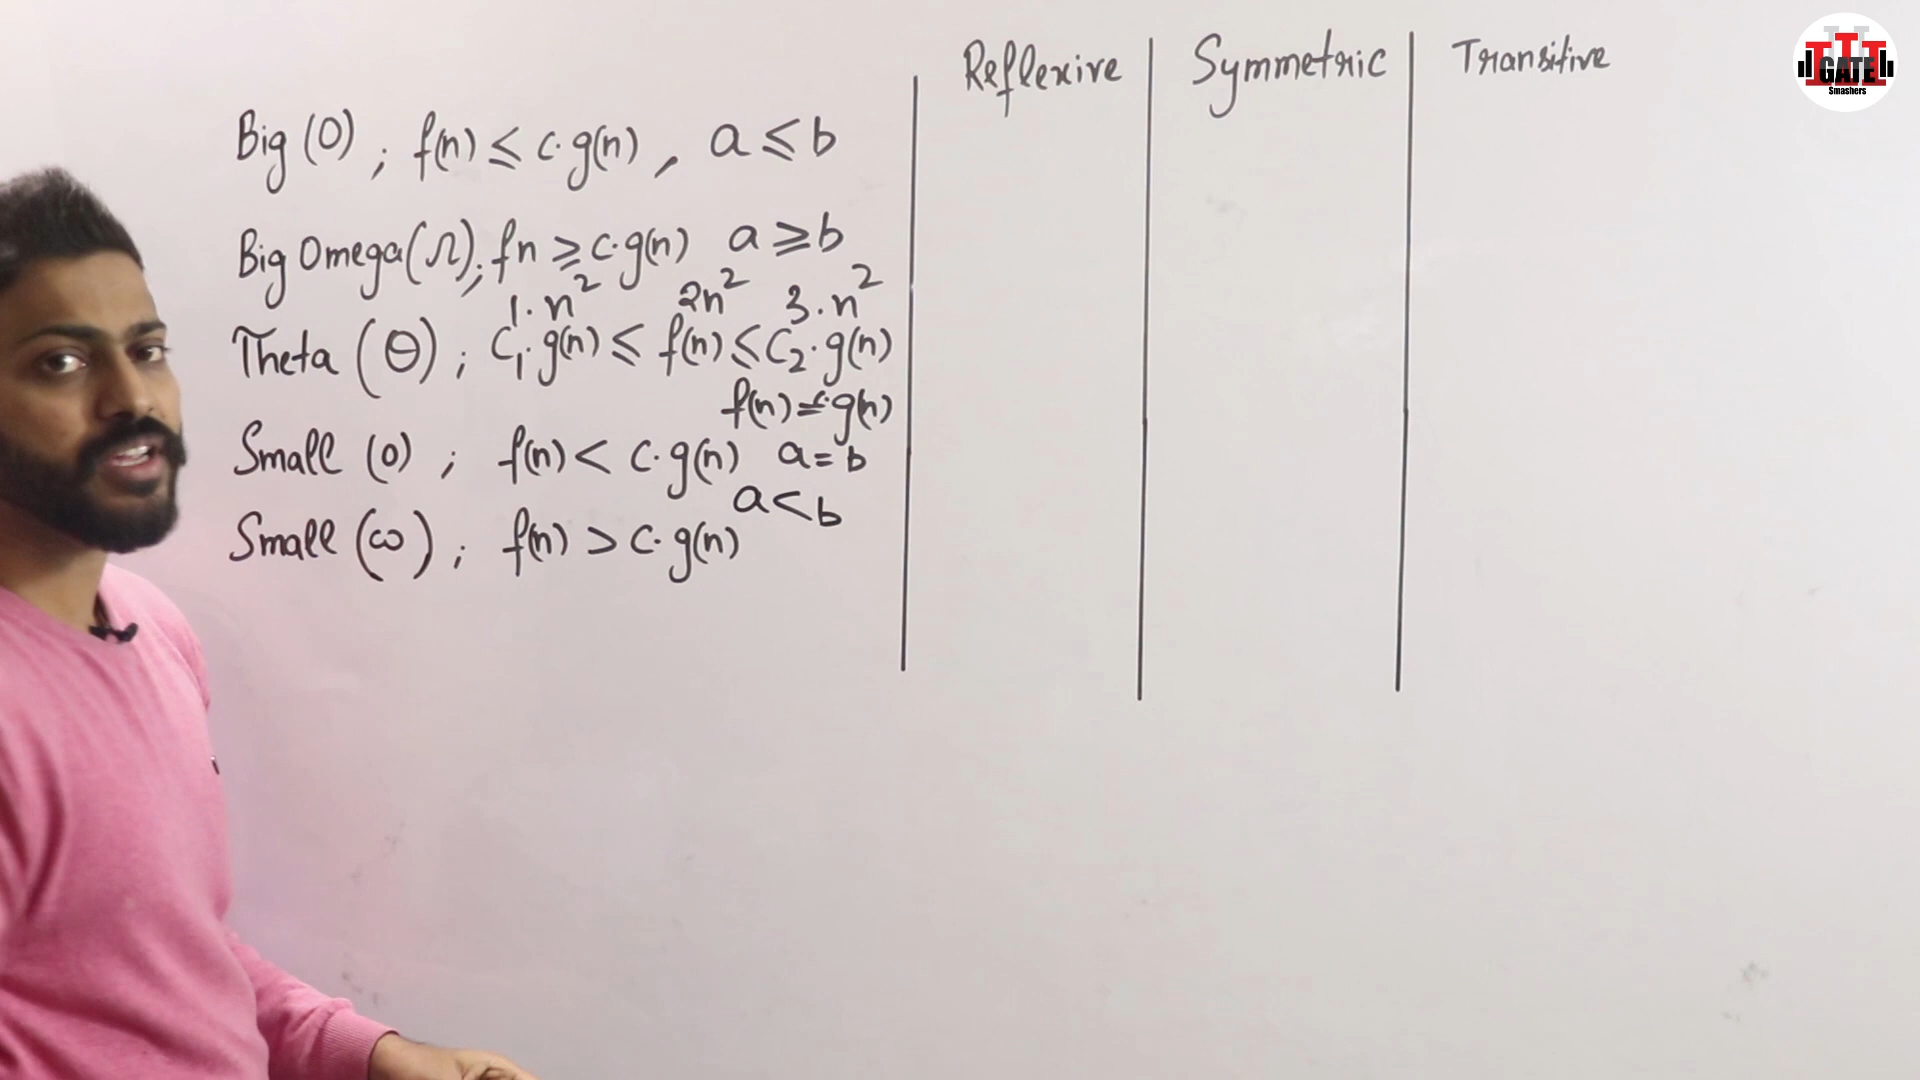 Reflexive Symmetric Transitive
Big (O) ; f(n) ≤ c·g(n) , a ≤ b
Big Omega (Ω) ; fn ≥ c·g(n) a ≥ b
1·n² 2n² 3·n²
Theta (Θ) ; C₁·g(n) ≤ f(n) ≤ C₂·g(n)
f(n) = c·g(n)
Small (o) ; f(n) < c·g(n) a = b
a < b
Small (ω) ; f(n) > c·g(n)
GATE
Smashers